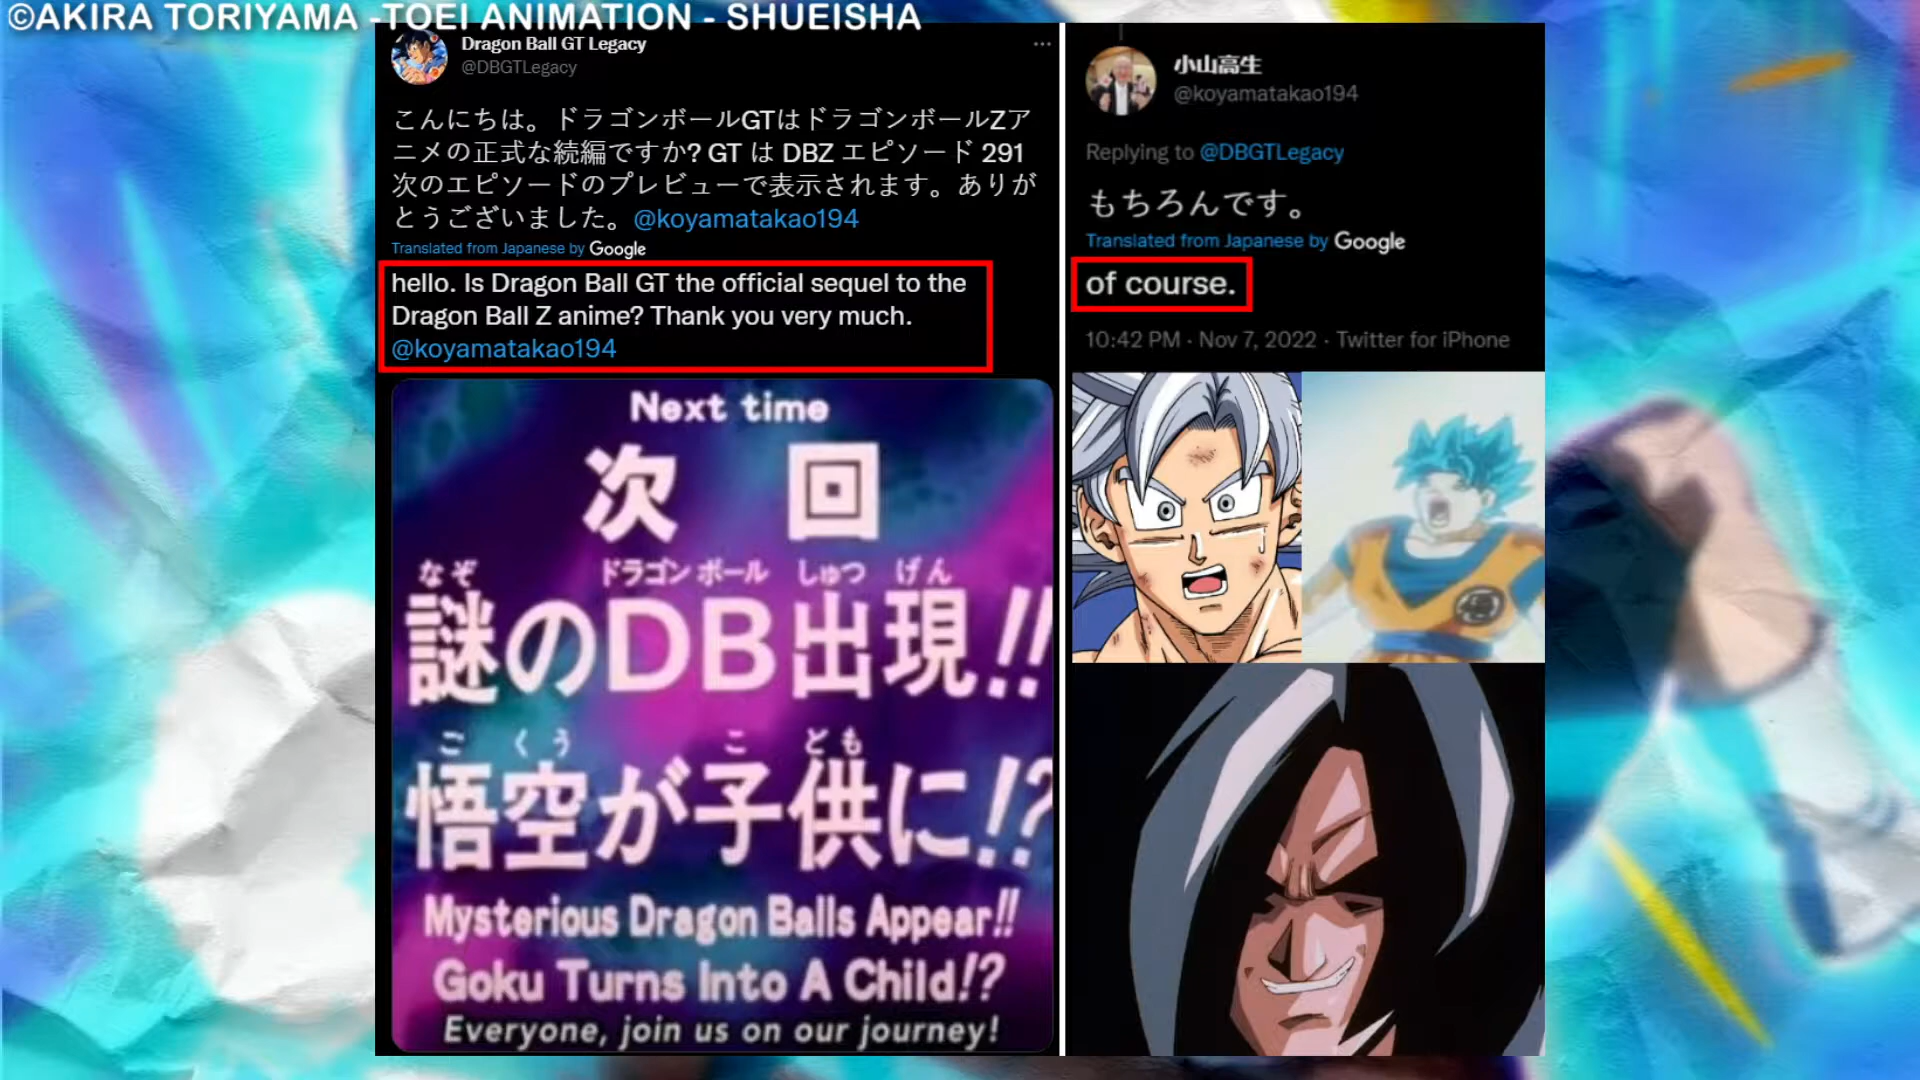 ©AKIRA TORIYAMA -TOEI ANIMATION - SHUEISHA
Dragon Ball GT Legacy
@DBGTLegacy
こんにちは。ドラゴンボールGTはドラゴンボールZア
ニメの正式な続編ですか? GT は DBZ エピソード 291
次のエピソードのプレビューで表示されます。ありが
とうございました。@koyamatakao194
Translated from Japanese by Google
hello. Is Dragon Ball GT the official sequel to the
Dragon Ball Z anime? Thank you very much.
@koyamatakao194
Next time
次 回
なぞ ドラゴン ボール しゅつ げん
謎のDB出現!!
ご くう こ ども
悟空が子供に!?
Mysterious Dragon Balls Appear!!
Goku Turns Into A Child!?
Everyone, join us on our journey!
小山高生
@koyamatakao194
Replying to @DBGTLegacy
もちろんです。
Translated from Japanese by Google
of course.
10:42 PM · Nov 7, 2022 · Twitter for iPhone